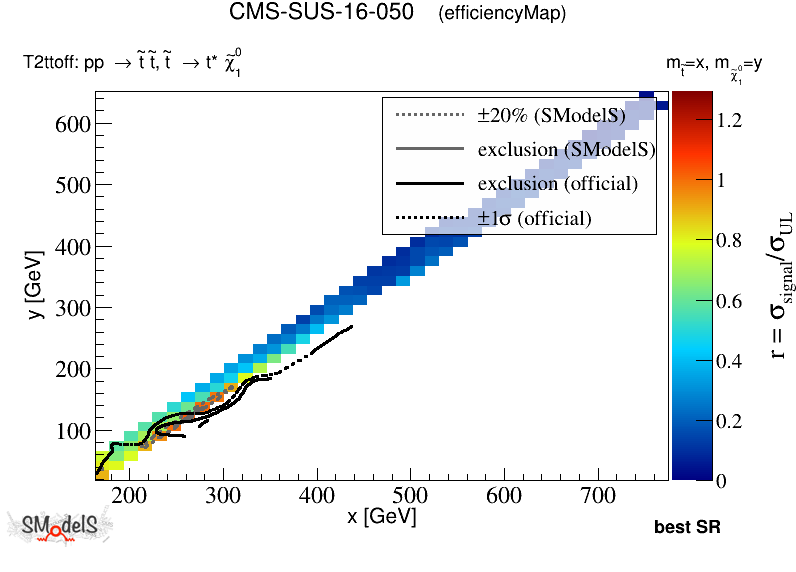 CMS-SUS-16-050 (efficiencyMap)
T2ttoff: pp → t̃ t̃, t̃ → t* χ̃⁰₁
m_t̃=x, m_χ̃⁰₁=y
±20% (SModelS)
exclusion (SModelS)
exclusion (official)
±1σ (official)
600
500
400
300
200
100
y [GeV]
200 300 400 500 600 700
x [GeV]
1.2
1
0.8
0.6
0.4
0.2
0
r = σ_signal/σ_UL
SModelS
best SR